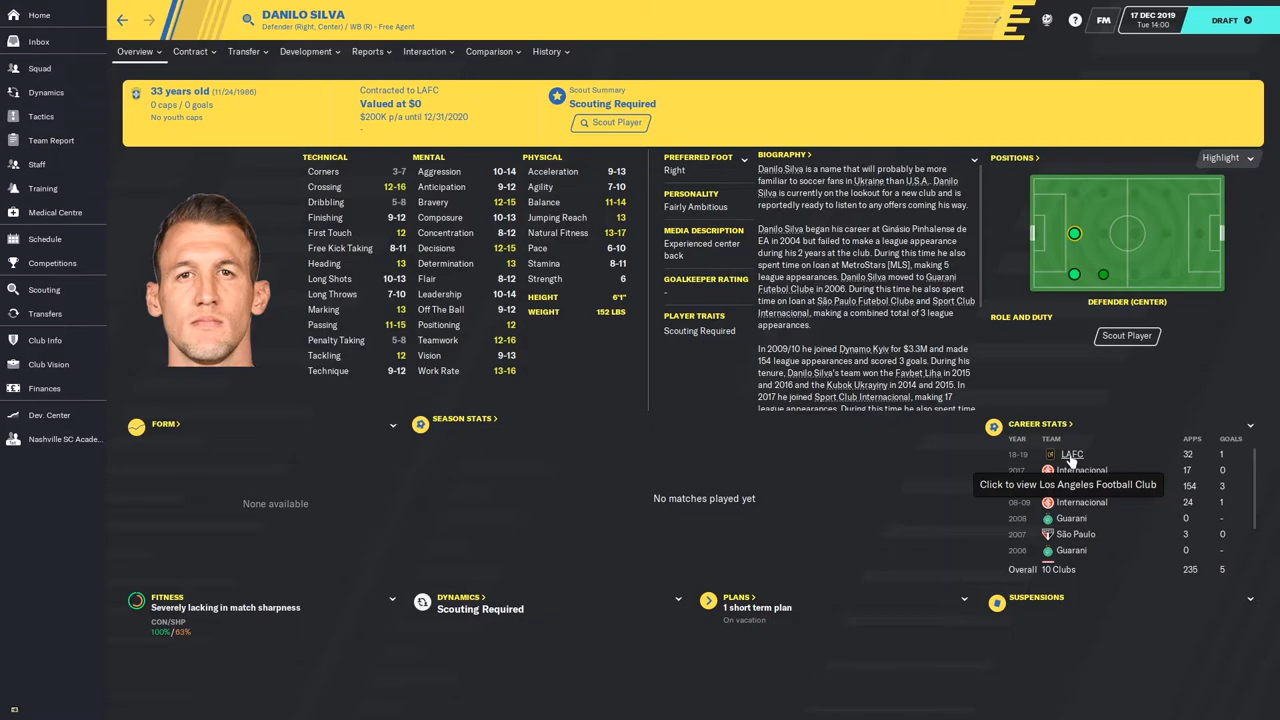 Home
Inbox
Squad
Dynamics
Tactics
Team Report
Staff
Training
Medical Centre
Schedule
Competitions
Scouting
Transfers
Club Info
Club Vision
Finances
Dev. Center
Nashville SC Acade...
DANILO SILVA
Defender (Right, Center) / WB (R) - Free Agent
FM
17 DEC 2019
Tue 14:00
DRAFT
Overview
Contract
Transfer
Development
Reports
Interaction
Comparison
History
33 years old (11/24/1986)
0 caps / 0 goals
No youth caps
Contracted to LAFC
Valued at $0
$200K p/a until 12/31/2020
-
Scout Summary
Scouting Required
Scout Player
TECHNICAL
Corners 3-7
Crossing 12-16
Dribbling 5-8
Finishing 9-12
First Touch 12
Free Kick Taking 8-11
Heading 13
Long Shots 10-13
Long Throws 7-10
Marking 13
Passing 11-15
Penalty Taking 5-8
Tackling 12
Technique 9-12
MENTAL
Aggression 10-14
Anticipation 9-12
Bravery 12-15
Composure 10-13
Concentration 8-12
Decisions 12-15
Determination 13
Flair 8-12
Leadership 10-14
Off The Ball 9-12
Positioning 12
Teamwork 12-16
Vision 9-13
Work Rate 13-16
PHYSICAL
Acceleration 9-13
Agility 7-10
Balance 11-14
Jumping Reach 13
Natural Fitness 13-17
Pace 6-10
Stamina 8-11
Strength 6
HEIGHT 6'1"
WEIGHT 152 LBS
PREFERRED FOOT
Right
PERSONALITY
Fairly Ambitious
MEDIA DESCRIPTION
Experienced center
back
GOALKEEPER RATING
-
PLAYER TRAITS
Scouting Required
BIOGRAPHY
Danilo Silva is a name that will probably be more
familiar to soccer fans in Ukraine than U.S.A.. Danilo
Silva is currently on the lookout for a new club and is
reportedly ready to listen to any offers coming his way.
Danilo Silva began his career at Ginásio Pinhalense de
EA in 2004 but failed to make a league appearance
during his 2 years at the club. During this time he also
spent time on loan at MetroStars [MLS], making 5
league appearances. Danilo Silva moved to Guarani
Futebol Clube in 2006. During this time he also spent
time on loan at São Paulo Futebol Clube and Sport Club
Internacional, making a combined total of 3 league
appearances.
In 2009/10 he joined Dynamo Kyiv for $3.3M and made
154 league appearances and scored 3 goals. During his
tenure, Danilo Silva's team won the Favbet Liha in 2015
and 2016 and the Kubok Ukrayiny in 2014 and 2015. In
2017 he joined Sport Club Internacional, making 17
league appearances. During this time he also spent time
POSITIONS
Highlight
DEFENDER (CENTER)
ROLE AND DUTY
Scout Player
FORM
None available
SEASON STATS
No matches played yet
CAREER STATS
YEAR TEAM APPS GOALS
18-19 LAFC 32 1
2017 Internacional 17 0
Click to view Los Angeles Football Club 154 3
08-09 Internacional 24 1
2008 Guarani 0 -
2007 São Paulo 3 0
2006 Guarani 0 -
Overall 10 Clubs 235 5
FITNESS
Severely lacking in match sharpness
CON/SHP
100%/63%
DYNAMICS
Scouting Required
PLANS
1 short term plan
On vacation
SUSPENSIONS